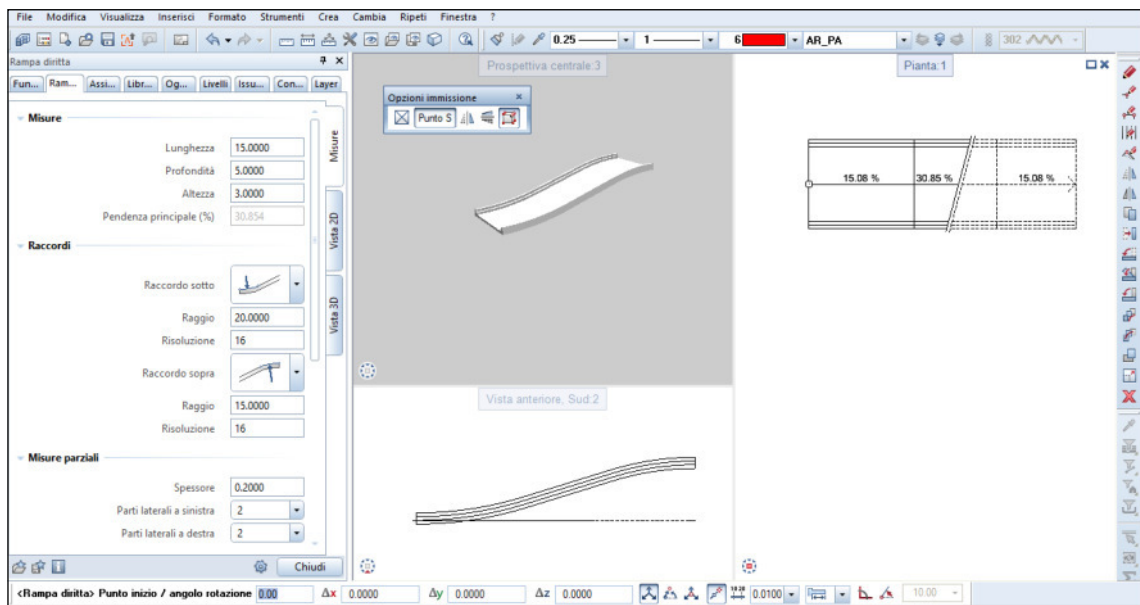 File Modifica Visualizza Inserisci Formato Strumenti Crea Cambia Ripeti Finestra ?
0.25 1 6 AR_PA 302
Rampa diritta
Fun... Ram... Assi... Libr... Og... Livelli Issu... Con... Layer
Misure
Lunghezza 15.0000
Profondità 5.0000
Altezza 3.0000
Pendenza principale (%) 30.854
Raccordi
Raccordo sotto
Raggio 20.0000
Risoluzione 16
Raccordo sopra
Raggio 15.0000
Risoluzione 16
Misure parziali
Spessore 0.2000
Parti laterali a sinistra 2
Parti laterali a destra 2
Chiudi
Misure
Vista 2D
Vista 3D
Prospettiva centrale:3
Opzioni immissione
Punto S
Vista anteriore, Sud:2
Pianta:1
15.08 % 30.85 % 15.08 %
<Rampa diritta> Punto inizio / angolo rotazione 0.00 Δx 0.0000 Δy 0.0000 Δz 0.0000 0.0100 10.00